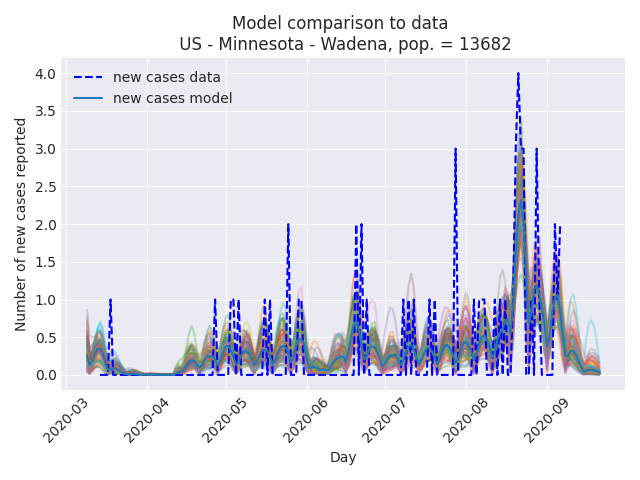 Model comparison to data
US - Minnesota - Wadena, pop. = 13682
new cases data
new cases model
Number of new cases reported
4.0
3.5
3.0
2.5
2.0
1.5
1.0
0.5
0.0
2020-03
2020-04
2020-05
2020-06
2020-07
2020-08
2020-09
Day